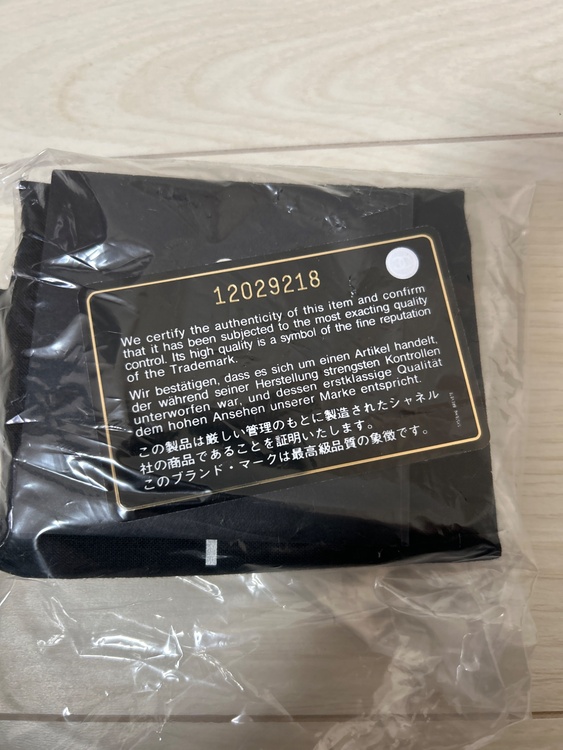 12029218
We certify the authenticity of this item and confirm
that it has been subjected to the most exacting quality
control. Its high quality is a symbol of the fine reputation
of the Trademark.
Wir bestätigen, dass es sich um einen Artikel handelt,
der während seiner Herstellung strengsten Kontrollen
unterworfen war, und dessen erstklassige Qualität
dem hohen Ansehen unserer Marke entspricht.
この製品は厳しい管理のもとに製造されたシャネル
社の商品であることを証明いたします。
このブランド・マークは最高級品質の象徴です。